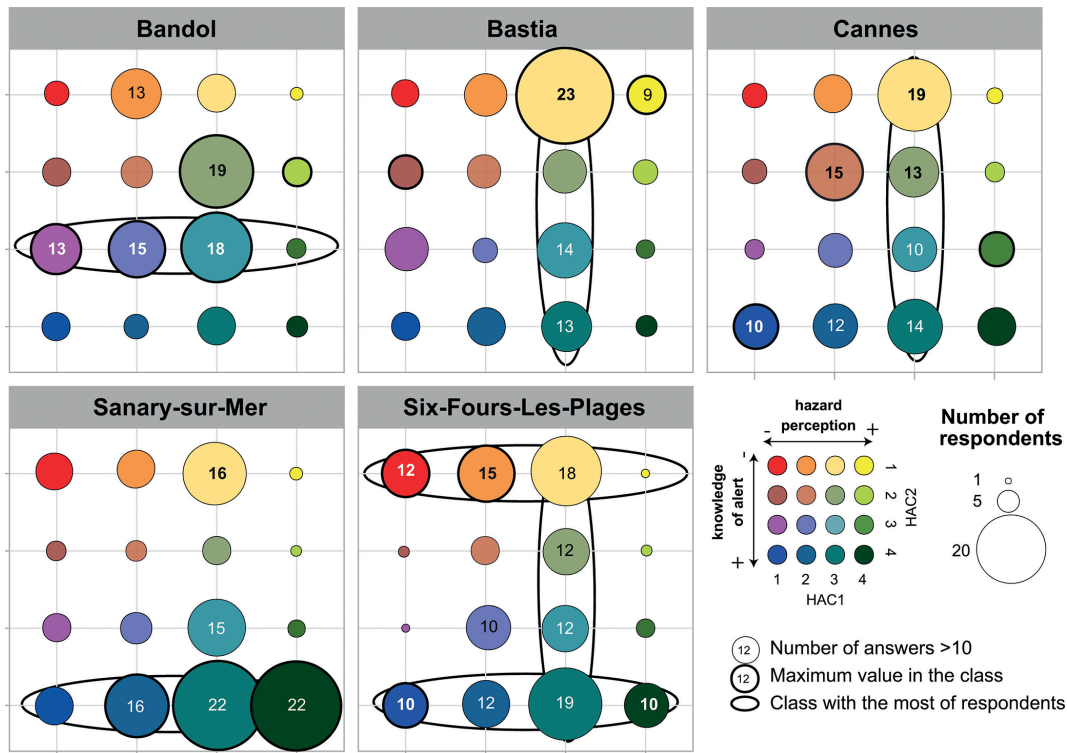 Bandol
13
19
13
15
18
Bastia
23
9
14
13
Cannes
19
15
13
10
10
12
14
Sanary-sur-Mer
16
15
16
22
22
Six-Fours-Les-Plages
12
15
18
12
10
12
10
12
19
10
hazard
perception
- +
knowledge
of alert
-
+
1
2
3
4
HAC2
1 2 3 4
HAC1
Number of
respondents
1
5
20
12 Number of answers >10
12 Maximum value in the class
Class with the most of respondents